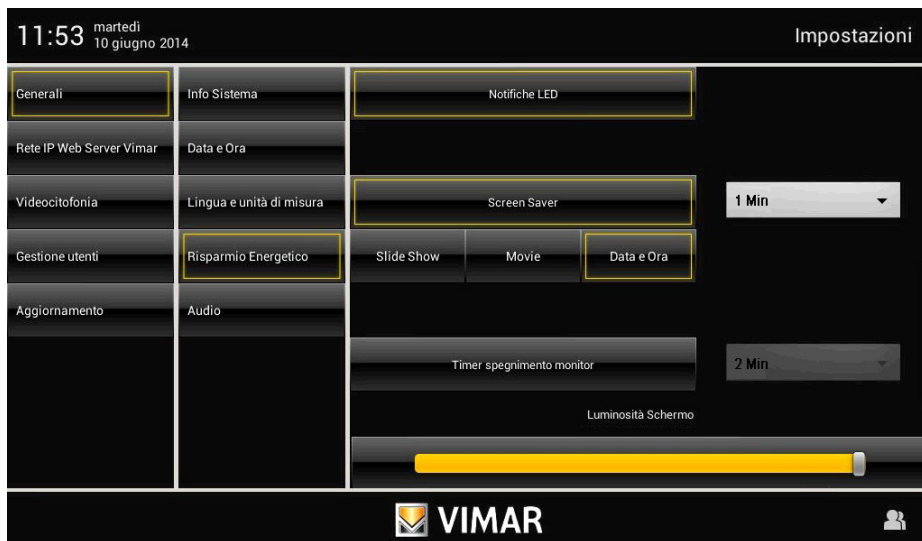 11:53
martedì
10 giugno 2014
Impostazioni
Generali
Rete IP Web Server Vimar
Videocitofonia
Gestione utenti
Aggiornamento
Info Sistema
Data e Ora
Lingua e unità di misura
Risparmio Energetico
Audio
Notifiche LED
Screen Saver
1 Min
Slide Show
Movie
Data e Ora
Timer spegnimento monitor
2 Min
Luminosità Schermo
VIMAR